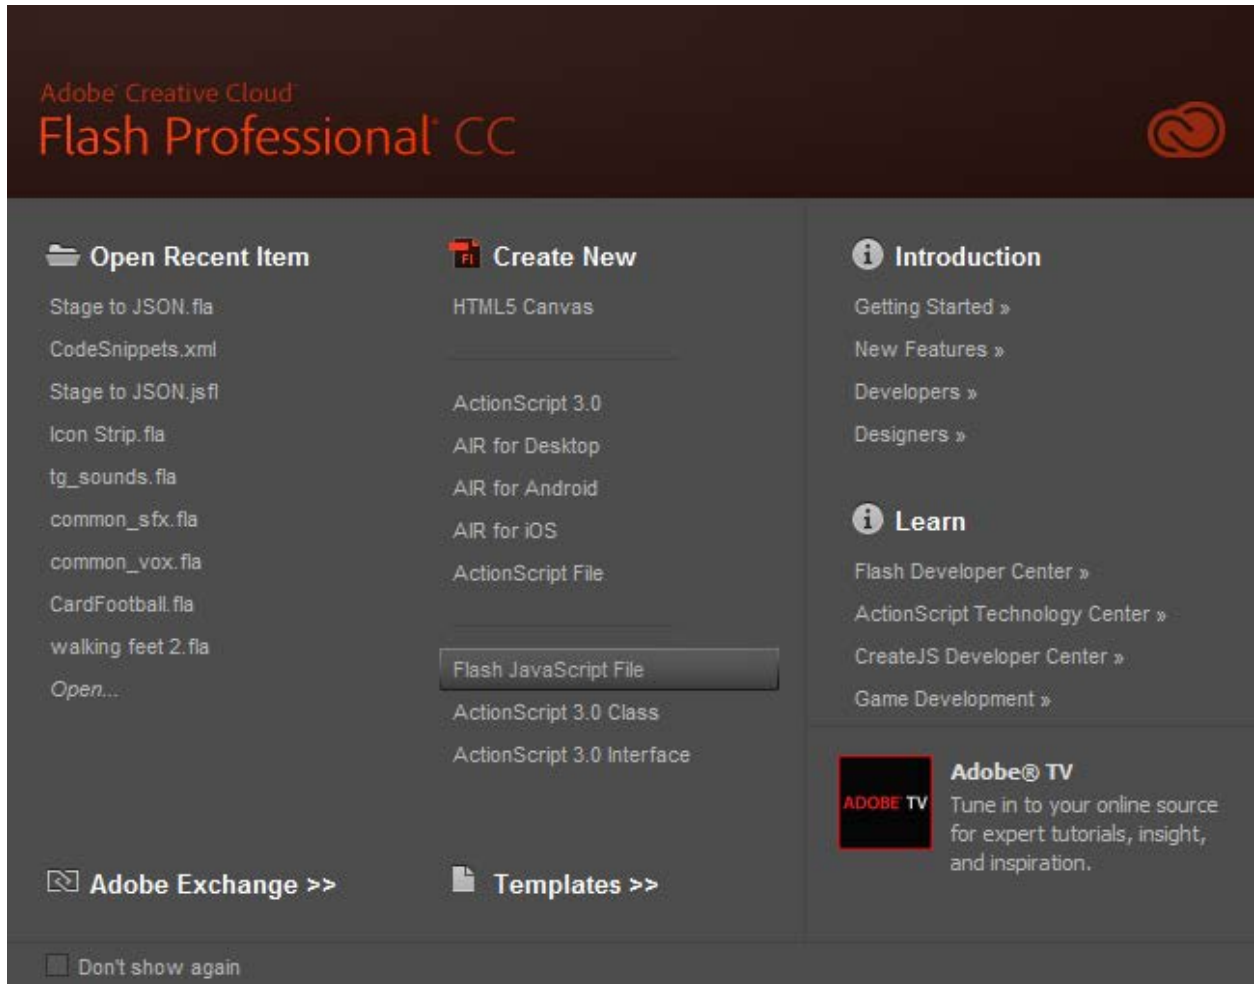 Adobe® Creative Cloud™
Flash Professional® CC
Open Recent Item
Stage to JSON.fla
CodeSnippets.xml
Stage to JSON.jsfl
Icon Strip.fla
tg_sounds.fla
common_sfx.fla
common_vox.fla
CardFootball.fla
walking feet 2.fla
Open...
Adobe Exchange >>
Fl
Create New
HTML5 Canvas
ActionScript 3.0
AIR for Desktop
AIR for Android
AIR for iOS
ActionScript File
Flash JavaScript File
ActionScript 3.0 Class
ActionScript 3.0 Interface
Templates >>
Introduction
Getting Started »
New Features »
Developers »
Designers »
Learn
Flash Developer Center »
ActionScript Technology Center »
CreateJS Developer Center »
Game Development »
ADOBE® TV
Adobe® TV
Tune in to your online source
for expert tutorials, insight,
and inspiration.
Don't show again